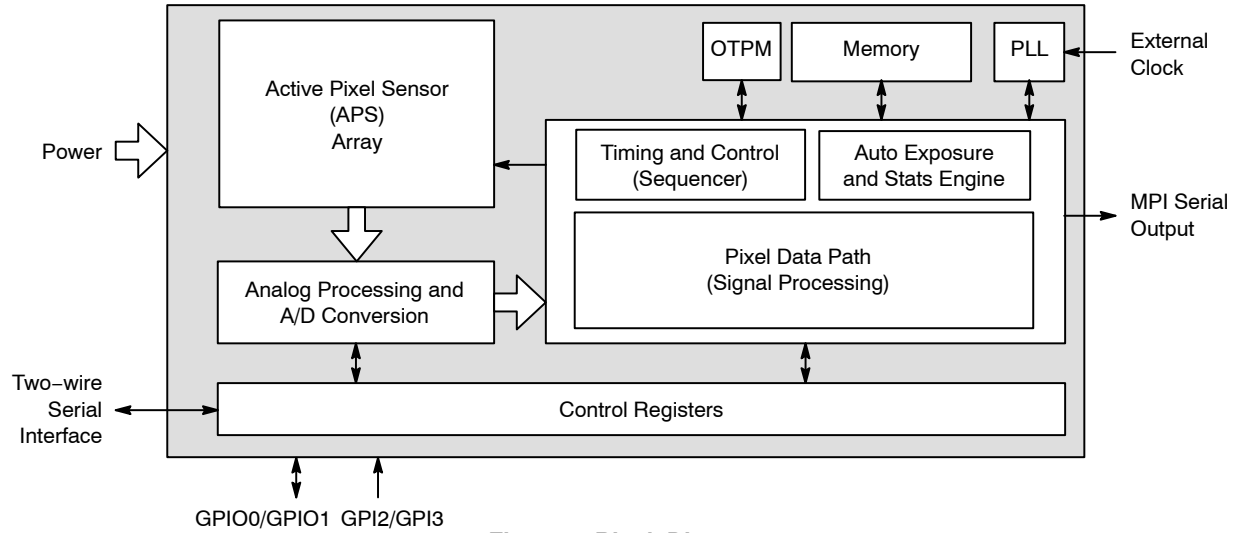 Active Pixel Sensor
(APS)
Array
OTPM
Memory
PLL
External
Clock
Power
Timing and Control
(Sequencer)
Auto Exposure
and Stats Engine
MPI Serial
Output
Pixel Data Path
(Signal Processing)
Analog Processing and
A/D Conversion
Two−wire
Serial
Interface
Control Registers
GPIO0/GPIO1 GPI2/GPI3